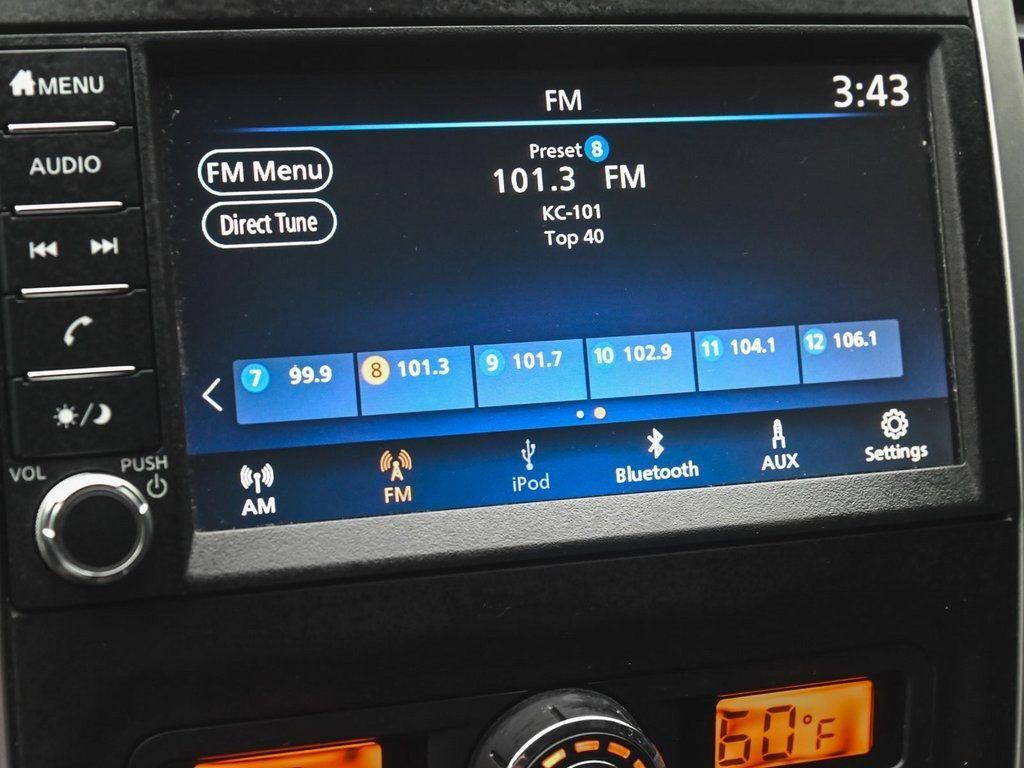 MENU
AUDIO
VOL
PUSH
FM
3:43
FM Menu
Direct Tune
Preset 8
101.3 FM
KC-101
Top 40
7 99.9
8 101.3
9 101.7
10 102.9
11 104.1
12 106.1
AM
FM
iPod
Bluetooth
AUX
Settings
60°F